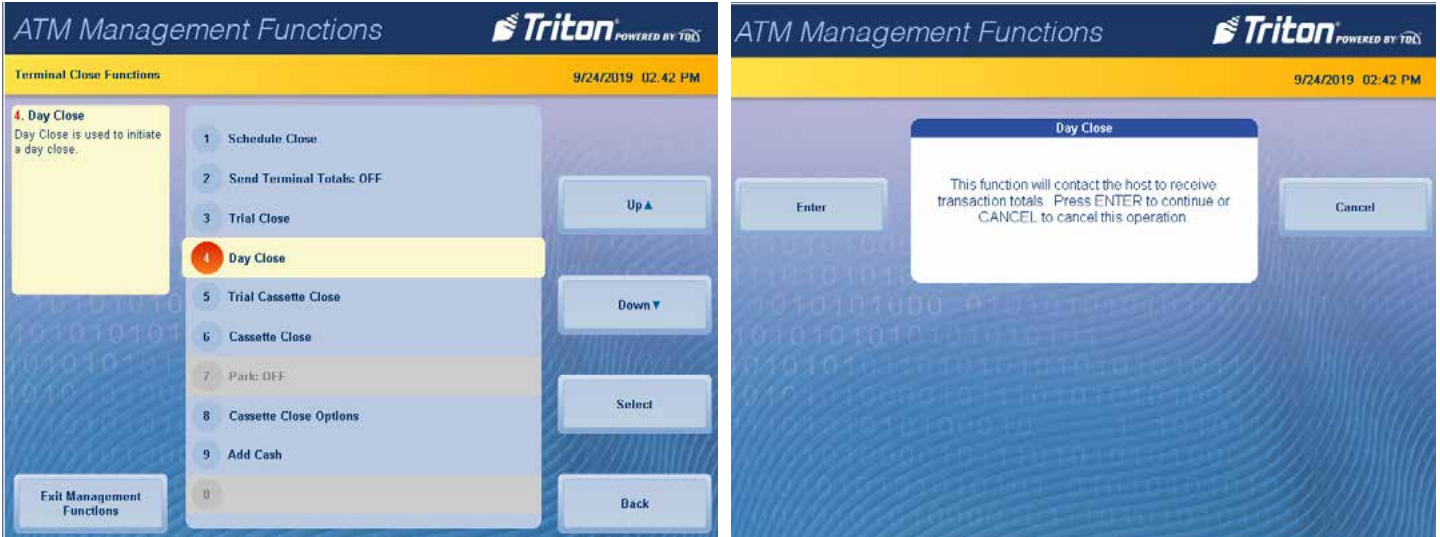 ATM Management Functions
Triton POWERED BY TDL
Terminal Close Functions
9/24/2019 02:42 PM
4. Day Close
Day Close is used to initiate
a day close.
1 Schedule Close
2 Send Terminal Totals: OFF
3 Trial Close
4 Day Close
5 Trial Cassette Close
6 Cassette Close
7 Park: OFF
8 Cassette Close Options
9 Add Cash
0
Up▲
Down▼
Select
Back
Exit Management
Functions
ATM Management Functions
Triton POWERED BY TDL
9/24/2019 02:42 PM
Day Close
This function will contact the host to receive
transaction totals. Press ENTER to continue or
CANCEL to cancel this operation.
Enter
Cancel